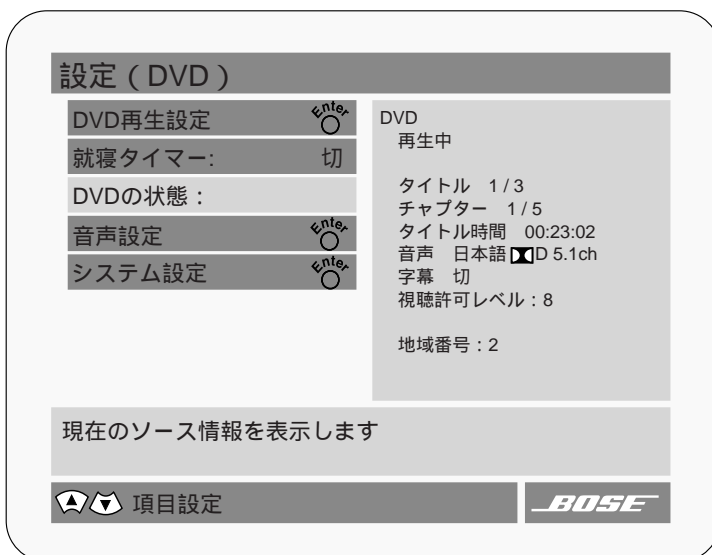 設定（DVD）
DVD再生設定 Enter
就寝タイマー: 切
DVDの状態：
音声設定 Enter
システム設定 Enter
DVD
再生中
タイトル 1 / 3
チャプター 1 / 5
タイトル時間 00:23:02
音声 日本語 D 5.1ch
字幕 切
視聴許可レベル：8
地域番号：2
現在のソース情報を表示します
項目設定
BOSE